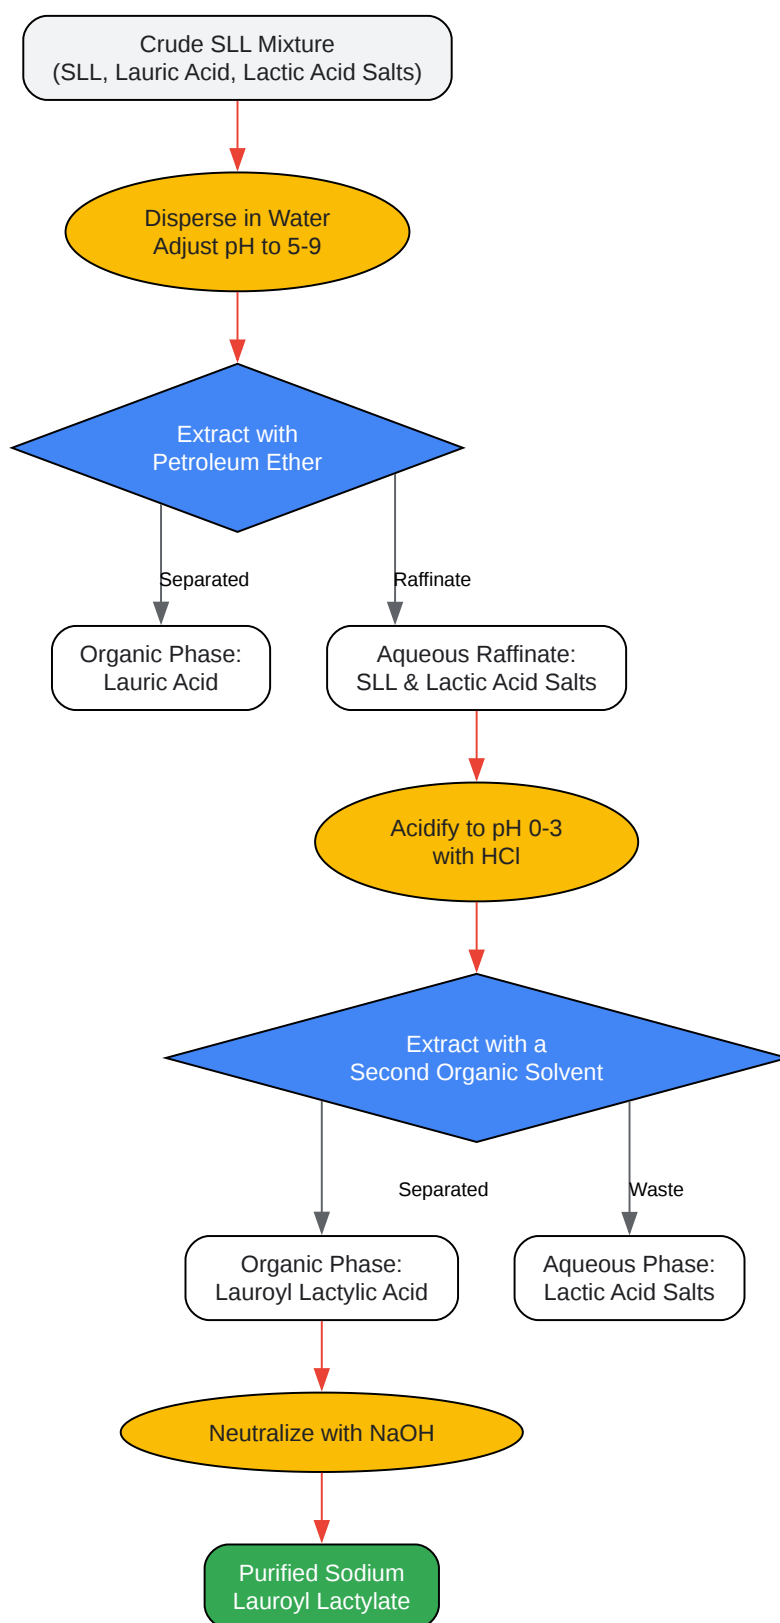 Crude SLL Mixture
(SLL, Lauric Acid, Lactic Acid Salts)
Disperse in Water
Adjust pH to 5-9
Extract with
Petroleum Ether
Separated
Raffinate
Organic Phase:
Lauric Acid
Aqueous Raffinate:
SLL & Lactic Acid Salts
Acidify to pH 0-3
with HCl
Extract with a
Second Organic Solvent
Separated
Waste
Organic Phase:
Lauroyl Lactylic Acid
Aqueous Phase:
Lactic Acid Salts
Neutralize with NaOH
Purified Sodium
Lauroyl Lactylate